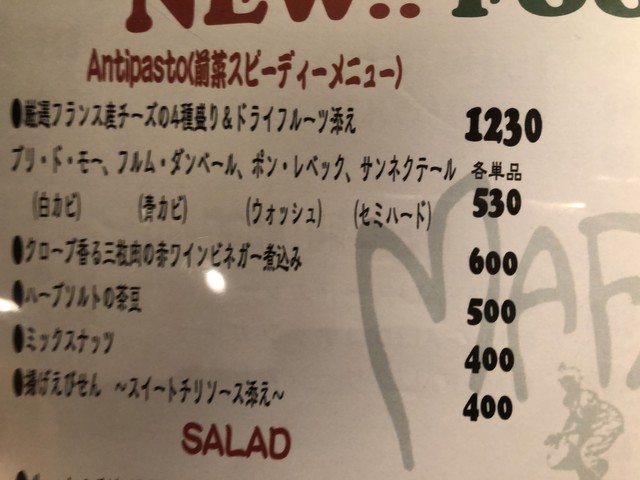 NEW!! FOO
Antipasto(前菜スピーディーメニュー)
●厳選フランス産チーズの4種盛り&ドライフルーツ添え 1230
ブリ・ド・モー、フルム・ダンベール、ポン・レベック、サンネクテール 各単品
(白カビ) (青カビ) (ウォッシュ) (セミハード) 530
●クローブ香る三枚肉の赤ワインビネガー煮込み 600
●ハーブソルトの茶豆 500
●ミックスナッツ 400
●揚げえびせん ～スイートチリソース添え～ 400
SALAD